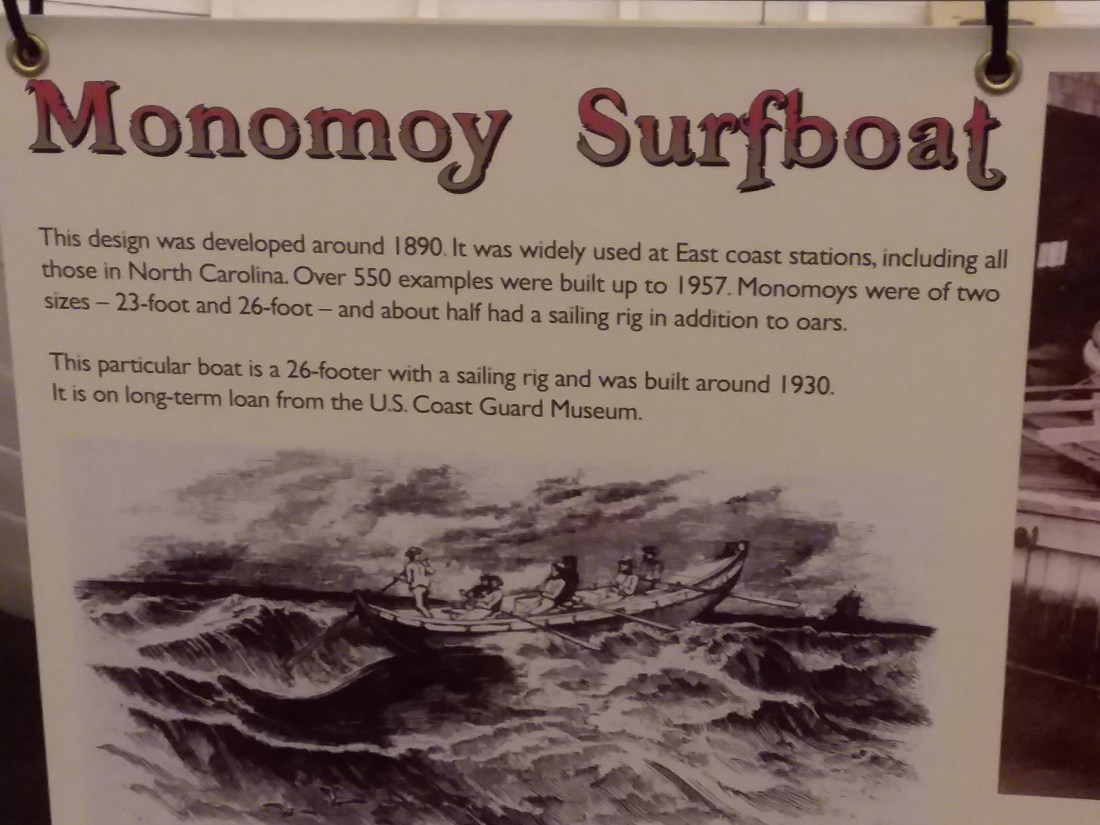 Monomoy Surfboat
This design was developed around 1890. It was widely used at East coast stations, including all
those in North Carolina. Over 550 examples were built up to 1957. Monomoys were of two
sizes – 23-foot and 26-foot – and about half had a sailing rig in addition to oars.
This particular boat is a 26-footer with a sailing rig and was built around 1930.
It is on long-term loan from the U.S. Coast Guard Museum.